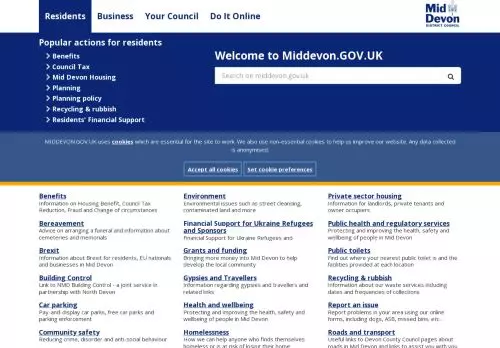 Residents Business Your Council Do It Online
Mid Devon
DISTRICT COUNCIL
Popular actions for residents
Benefits
Council Tax
Mid Devon Housing
Planning
Planning policy
Recycling & rubbish
Residents' Financial Support
Welcome to Middevon.GOV.UK
Search on middevon.gov.uk
MIDDEVON.GOV.UK uses cookies which are essential for the site to work. We also use non-essential cookies to help us improve our website. Any data collected
is anonymised.
Accept all cookies Set cookie preferences
Benefits
Information on Housing Benefit, Council Tax
Reduction, Fraud and Change of circumstances
Bereavement
Advice on arranging a funeral and information about
cemeteries and memorials
Brexit
Information about Brexit for residents, EU nationals
and businesses in Mid Devon
Building Control
Link to NMD Building Control - a joint service in
partnership with North Devon
Car parking
Pay-and-display car parks, free car parks and
parking enforcement
Community safety
Reducing crime, disorder and anti-social behaviour
Environment
Environmental issues such as street cleansing,
contaminated land and more
Financial Support for Ukraine Refugees
and Sponsors
Financial Support for Ukraine Refugees and
Grants and funding
Bringing more money into Mid Devon to help
develop the local community
Gypsies and Travellers
Information regarding gypsies and travellers
and related links
Health and wellbeing
Promoting and improving the health, safety and
wellbeing of people in Mid Devon
Homelessness
How we can help anyone who finds themselves
homeless or is at risk of losing their home
Private sector housing
Information for landlords, private tenants and
owner occupiers
Public health and regulatory services
Protecting and improving the health, safety and
wellbeing of people in Mid Devon
Public toilets
Find out where your nearest public toilet is and the
facilities provided at each location
Recycling & rubbish
Information about our waste services including
dates and frequencies of collections
Report an issue
Report problems in your area using our online
forms, including dogs, ASB, missed bins, etc.
Roads and transport
Useful links to Devon County Council pages about
roads in Mid Devon and links to assist you with you